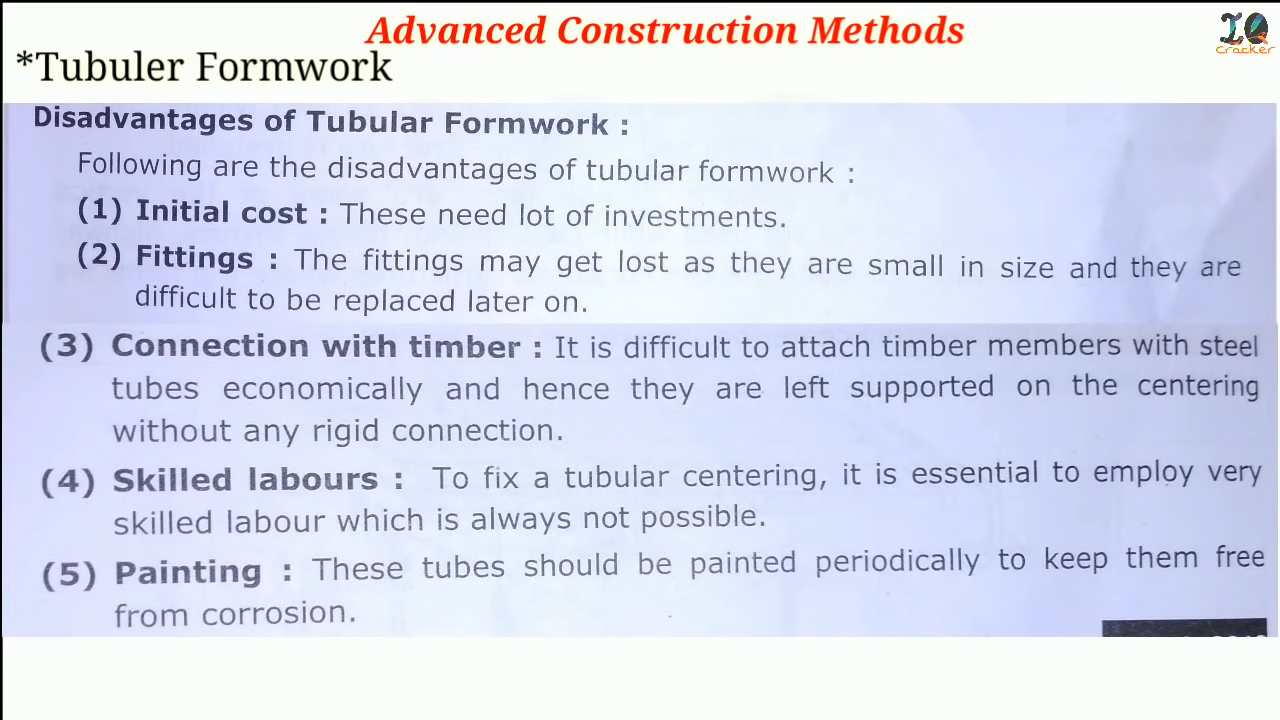 Advanced Construction Methods
IQ
cracker
*Tubuler Formwork
Disadvantages of Tubular Formwork :
Following are the disadvantages of tubular formwork :
(1) Initial cost : These need lot of investments.
(2) Fittings : The fittings may get lost as they are small in size and they are
difficult to be replaced later on.
(3) Connection with timber : It is difficult to attach timber members with steel
tubes economically and hence they are left supported on the centering
without any rigid connection.
(4) Skilled labours : To fix a tubular centering, it is essential to employ very
skilled labour which is always not possible.
(5) Painting : These tubes should be painted periodically to keep them free
from corrosion.